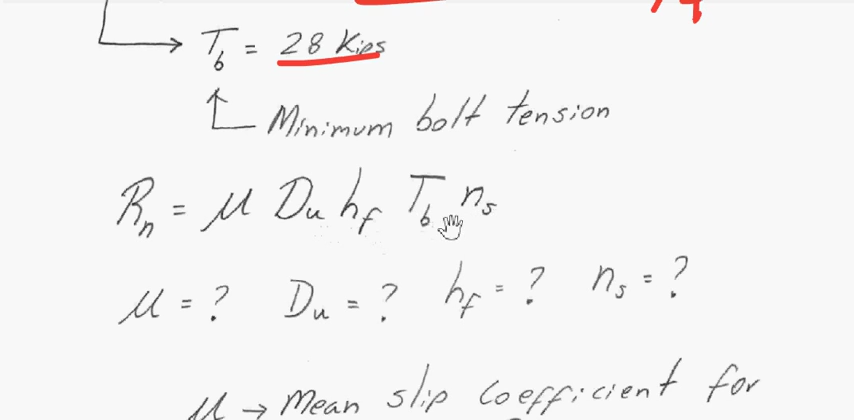 T_b = 28 Kips
Minimum bolt tension
R_n = μ D_u h_f T_b n_s
μ = ? D_u = ? h_f = ? n_s = ?
μ → Mean slip coefficient for